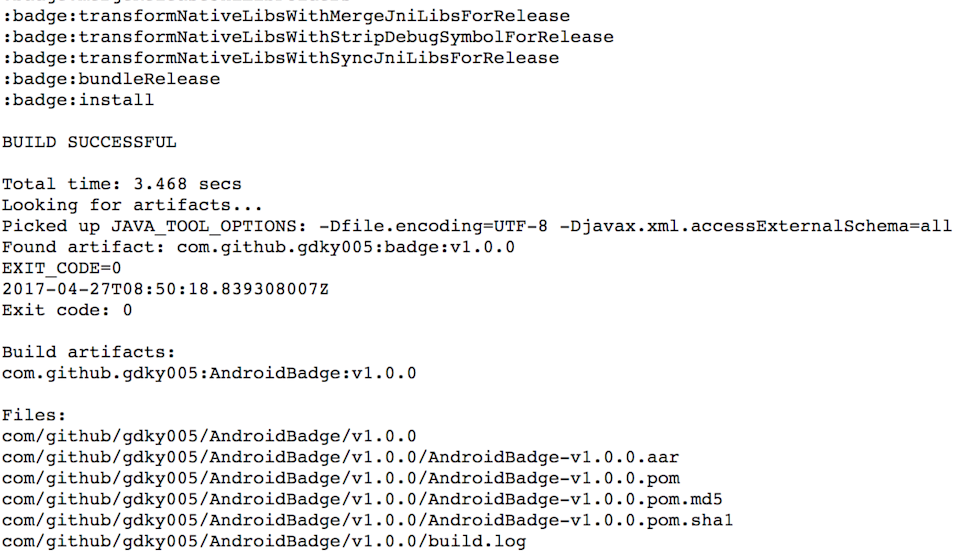 :badge:transformNativeLibsWithMergeJniLibsForRelease
:badge:transformNativeLibsWithStripDebugSymbolForRelease
:badge:transformNativeLibsWithSyncJniLibsForRelease
:badge:bundleRelease
:badge:install
BUILD SUCCESSFUL
Total time: 3.468 secs
Looking for artifacts...
Picked up JAVA_TOOL_OPTIONS: -Dfile.encoding=UTF-8 -Djavax.xml.accessExternalSchema=all
Found artifact: com.github.gdky005:badge:v1.0.0
EXIT_CODE=0
2017-04-27T08:50:18.839308007Z
Exit code: 0
Build artifacts:
com.github.gdky005:AndroidBadge:v1.0.0
Files:
com/github/gdky005/AndroidBadge/v1.0.0
com/github/gdky005/AndroidBadge/v1.0.0/AndroidBadge-v1.0.0.aar
com/github/gdky005/AndroidBadge/v1.0.0/AndroidBadge-v1.0.0.pom
com/github/gdky005/AndroidBadge/v1.0.0/AndroidBadge-v1.0.0.pom.md5
com/github/gdky005/AndroidBadge/v1.0.0/AndroidBadge-v1.0.0.pom.sha1
com/github/gdky005/AndroidBadge/v1.0.0/build.log